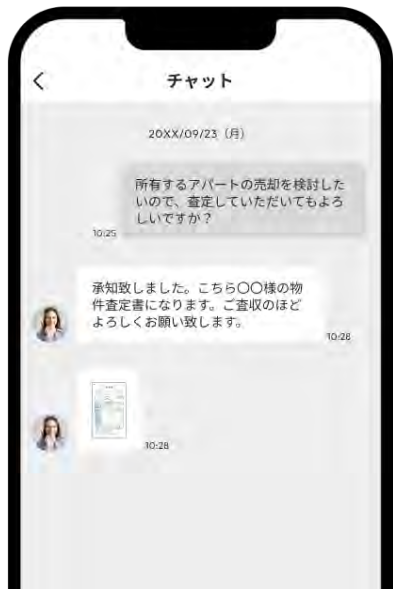 チャット
20XX/09/23（月）
所有するアパートの売却を検討した
いので、査定していただいてもよろ
しいですか？
10:25
承知致しました。こちら〇〇様の物
件査定書になります。ご査収のほど
よろしくお願い致します。
10:28
10:28